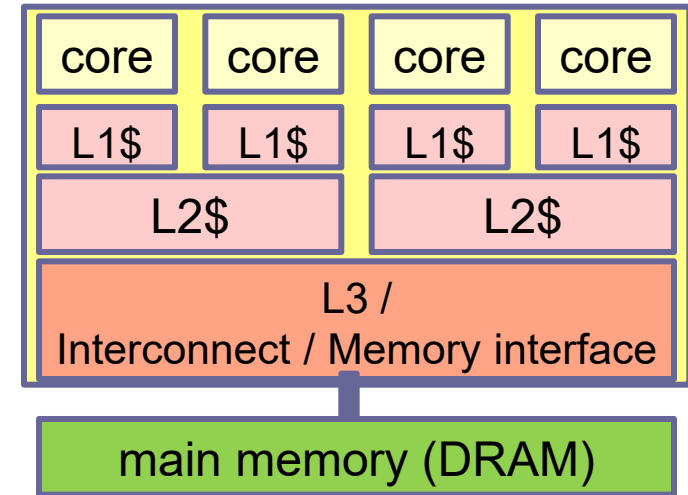 core core core core
L1$ L1$ L1$ L1$
L2$ L2$
L3 /
Interconnect / Memory interface
main memory (DRAM)